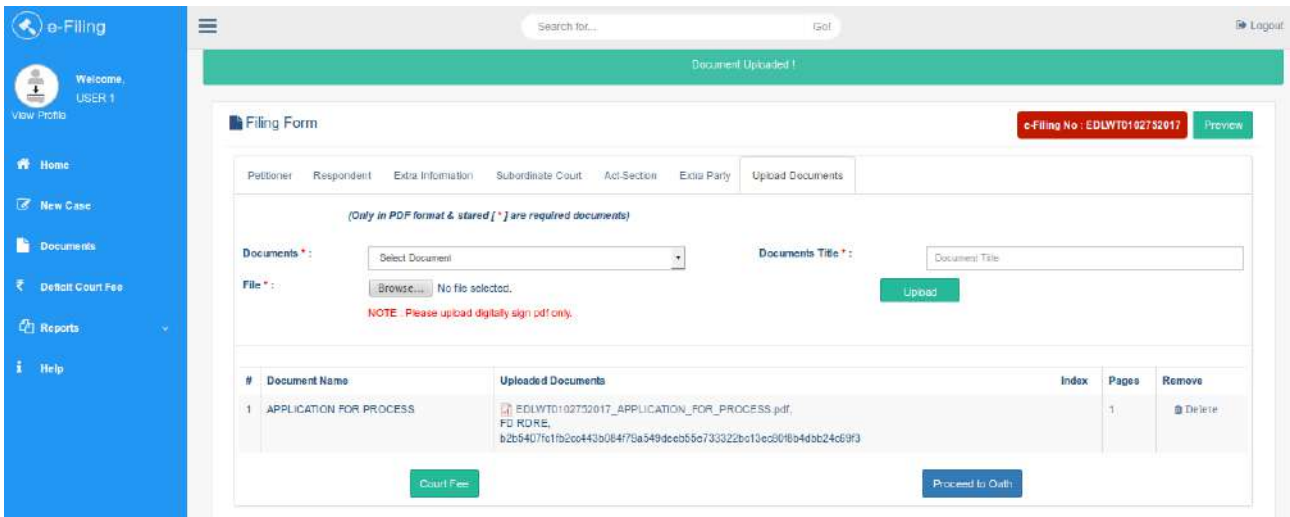 e-Filing
Search for...
Go!
Logout
Document Uploaded !
Welcome,
USER 1
View Profile
Filing Form
e-Filing No : EDLWT0102752017
Preview
Home
New Case
Documents
₹ Deficit Court Fee
Reports
Help
Petitioner
Respondent
Extra Information
Subordinate Court
Act-Section
Extra Party
Upload Documents
(Only in PDF format & stared [ * ] are required documents)
Documents * :
Select Document
Documents Title * :
Document Title
File * :
Browse...
No file selected.
Upload
NOTE : Please upload digitally sign pdf only.
# Document Name Uploaded Documents Index Pages Remove
1 APPLICATION FOR PROCESS EDLWT0102752017_APPLICATION_FOR_PROCESS.pdf, 1 Delete
FD RDRE,
Court Fee
Proceed to Oath